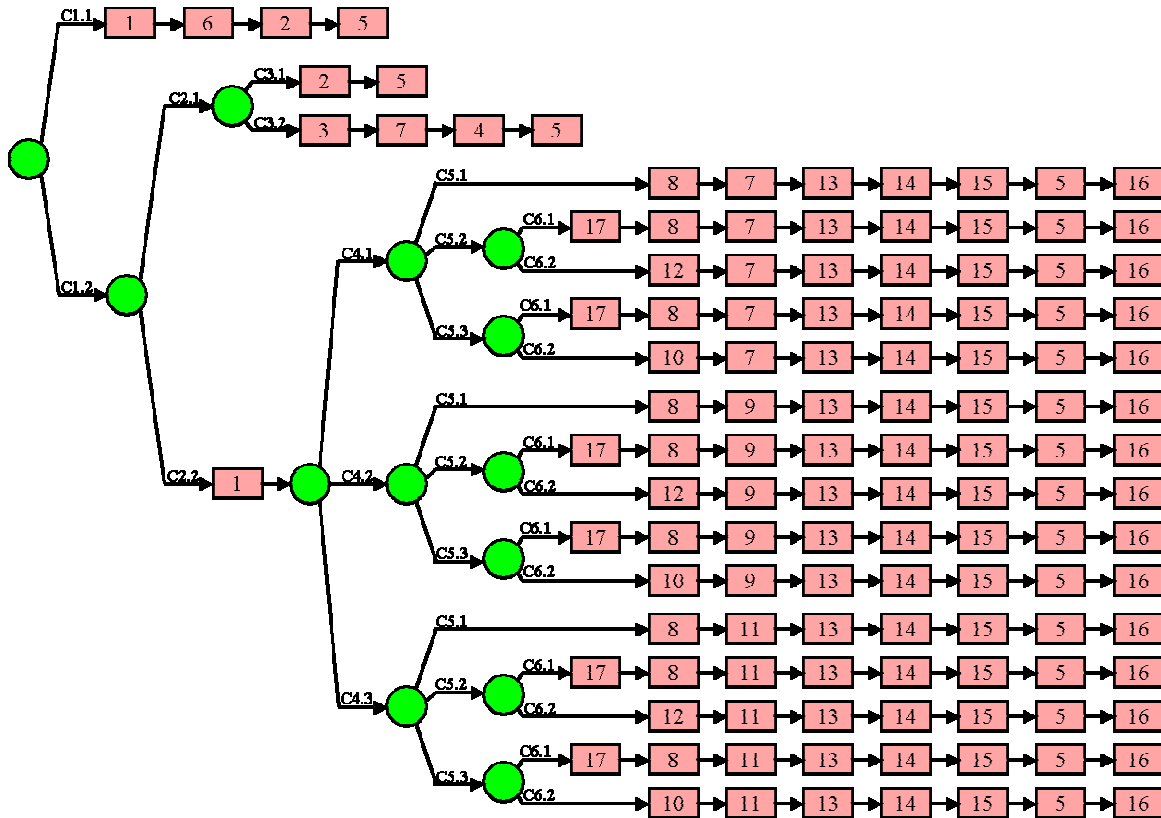 C1.1 1 6 2 5
C3.1 2 5
C2.1
C3.2 3 7 4 5
C5.1 8 7 13 14 15 5 16
C6.1 17 8 7 13 14 15 5 16
C5.2
C4.1
C6.2 12 7 13 14 15 5 16
C1.2
C6.1 17 8 7 13 14 15 5 16
C5.3
C6.2 10 7 13 14 15 5 16
C5.1 8 9 13 14 15 5 16
C6.1 17 8 9 13 14 15 5 16
C5.2
C2.2 1 C4.2
C6.2 12 9 13 14 15 5 16
C6.1 17 8 9 13 14 15 5 16
C5.3
C6.2 10 9 13 14 15 5 16
C5.1 8 11 13 14 15 5 16
C6.1 17 8 11 13 14 15 5 16
C5.2
C4.3
C6.2 12 11 13 14 15 5 16
C6.1 17 8 11 13 14 15 5 16
C5.3
C6.2 10 11 13 14 15 5 16